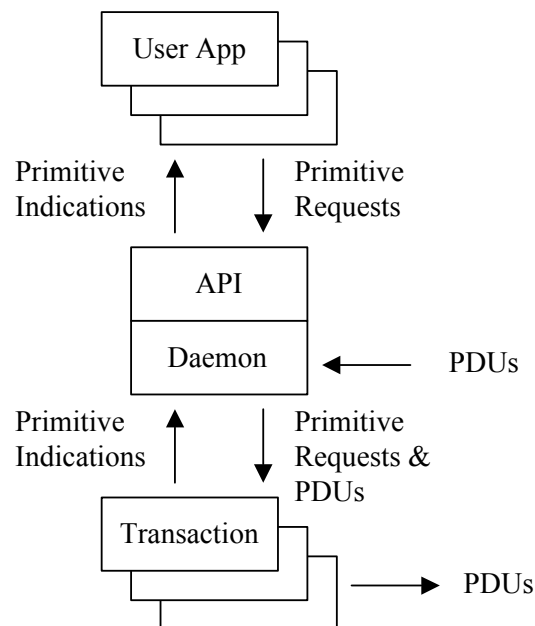 User App
Primitive
Indications
Primitive
Requests
API
Daemon
PDUs
Primitive
Indications
Primitive
Requests &
PDUs
Transaction
PDUs